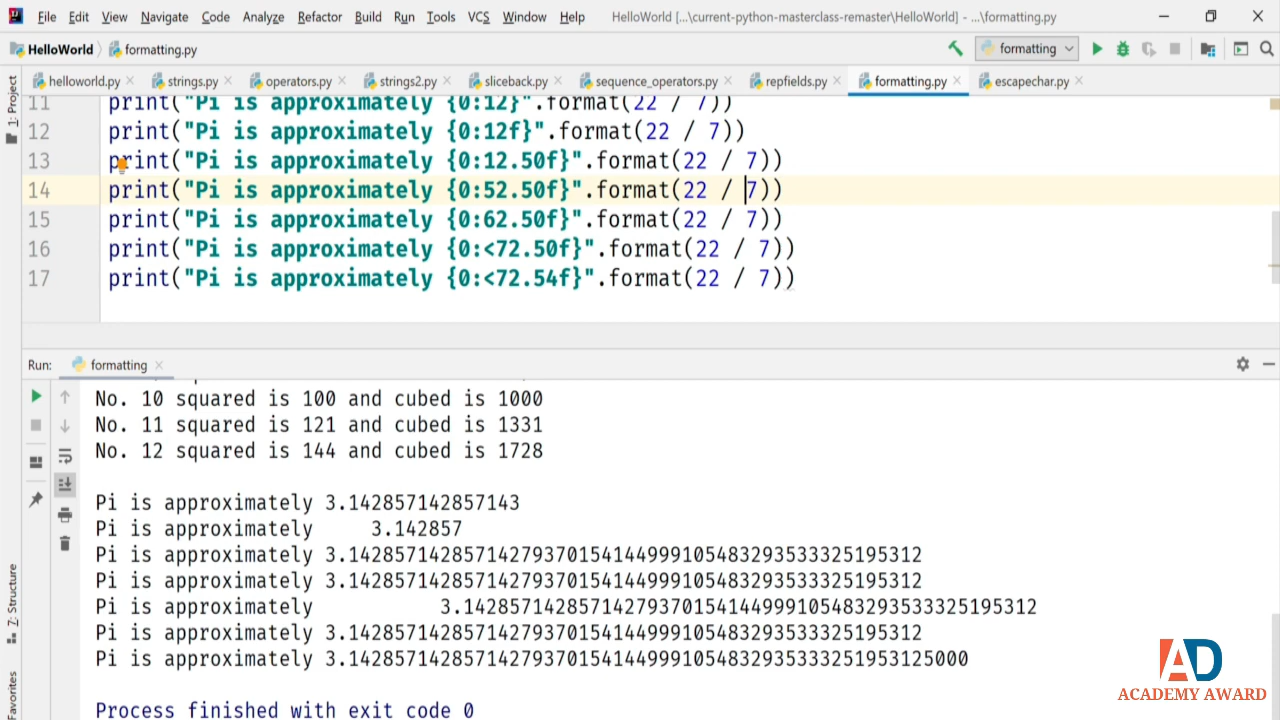 File Edit View Navigate Code Analyze Refactor Build Run Tools VCS Window Help HelloWorld [...\current-python-masterclass-remaster\HelloWorld] - ...\formatting.py
HelloWorld formatting.py formatting
helloworld.py strings.py operators.py strings2.py sliceback.py sequence_operators.py repfields.py formatting.py escapechar.py
1: Project
11 print("Pi is approximately {0:12}".format(22 / 7))
12 print("Pi is approximately {0:12f}".format(22 / 7))
13 print("Pi is approximately {0:12.50f}".format(22 / 7))
14 print("Pi is approximately {0:52.50f}".format(22 / 7))
15 print("Pi is approximately {0:62.50f}".format(22 / 7))
16 print("Pi is approximately {0:<72.50f}".format(22 / 7))
17 print("Pi is approximately {0:<72.54f}".format(22 / 7))
Run: formatting
No. 10 squared is 100 and cubed is 1000
No. 11 squared is 121 and cubed is 1331
No. 12 squared is 144 and cubed is 1728
Pi is approximately 3.142857142857143
Pi is approximately     3.142857
Pi is approximately 3.14285714285714279370154144999105483293533325195312
Pi is approximately 3.14285714285714279370154144999105483293533325195312
Pi is approximately           3.14285714285714279370154144999105483293533325195312
Pi is approximately 3.14285714285714279370154144999105483293533325195312
Pi is approximately 3.142857142857142793701541449991054832935333251953125000
Process finished with exit code 0
Z: Structure
Favorites
AD
ACADEMY AWARD